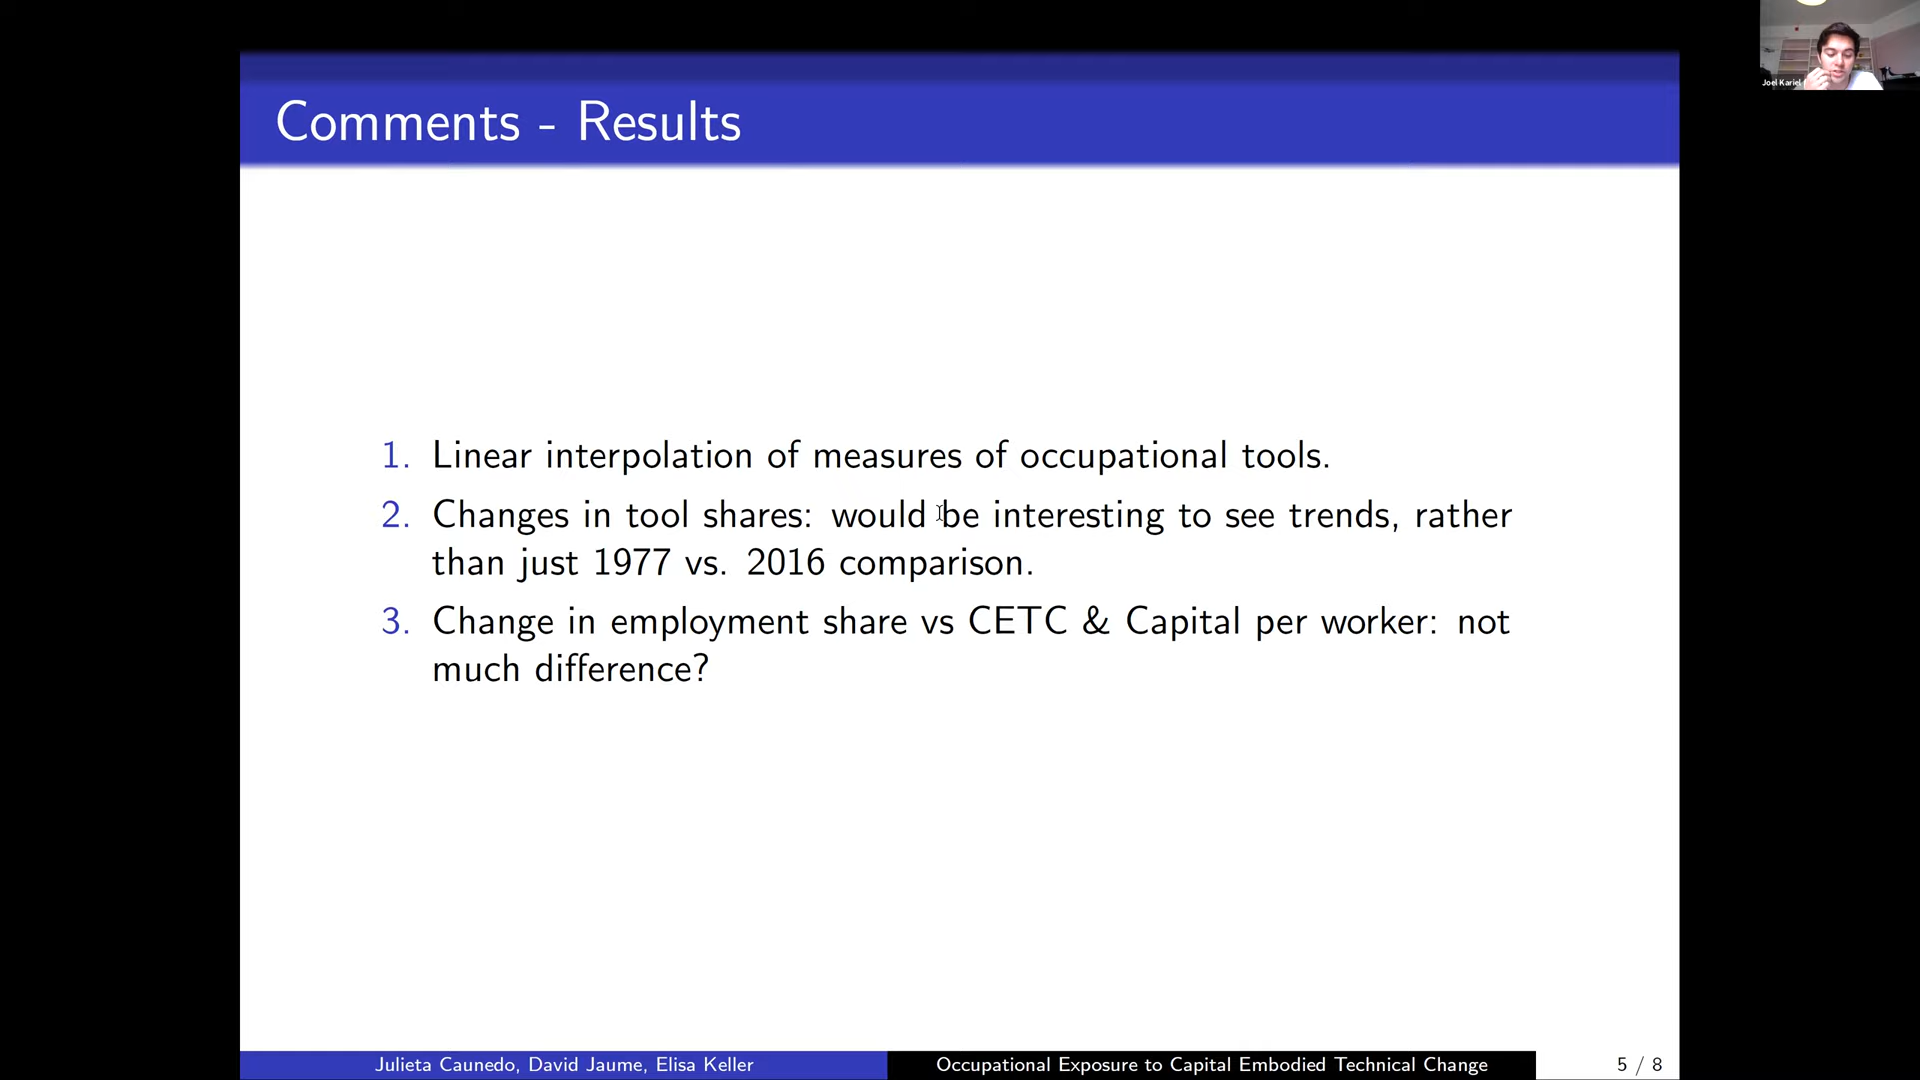 Joel Kariel
Comments - Results
1. Linear interpolation of measures of occupational tools.
2. Changes in tool shares: would be interesting to see trends, rather
than just 1977 vs. 2016 comparison.
3. Change in employment share vs CETC & Capital per worker: not
much difference?
Julieta Caunedo, David Jaume, Elisa Keller
Occupational Exposure to Capital Embodied Technical Change
5 / 8